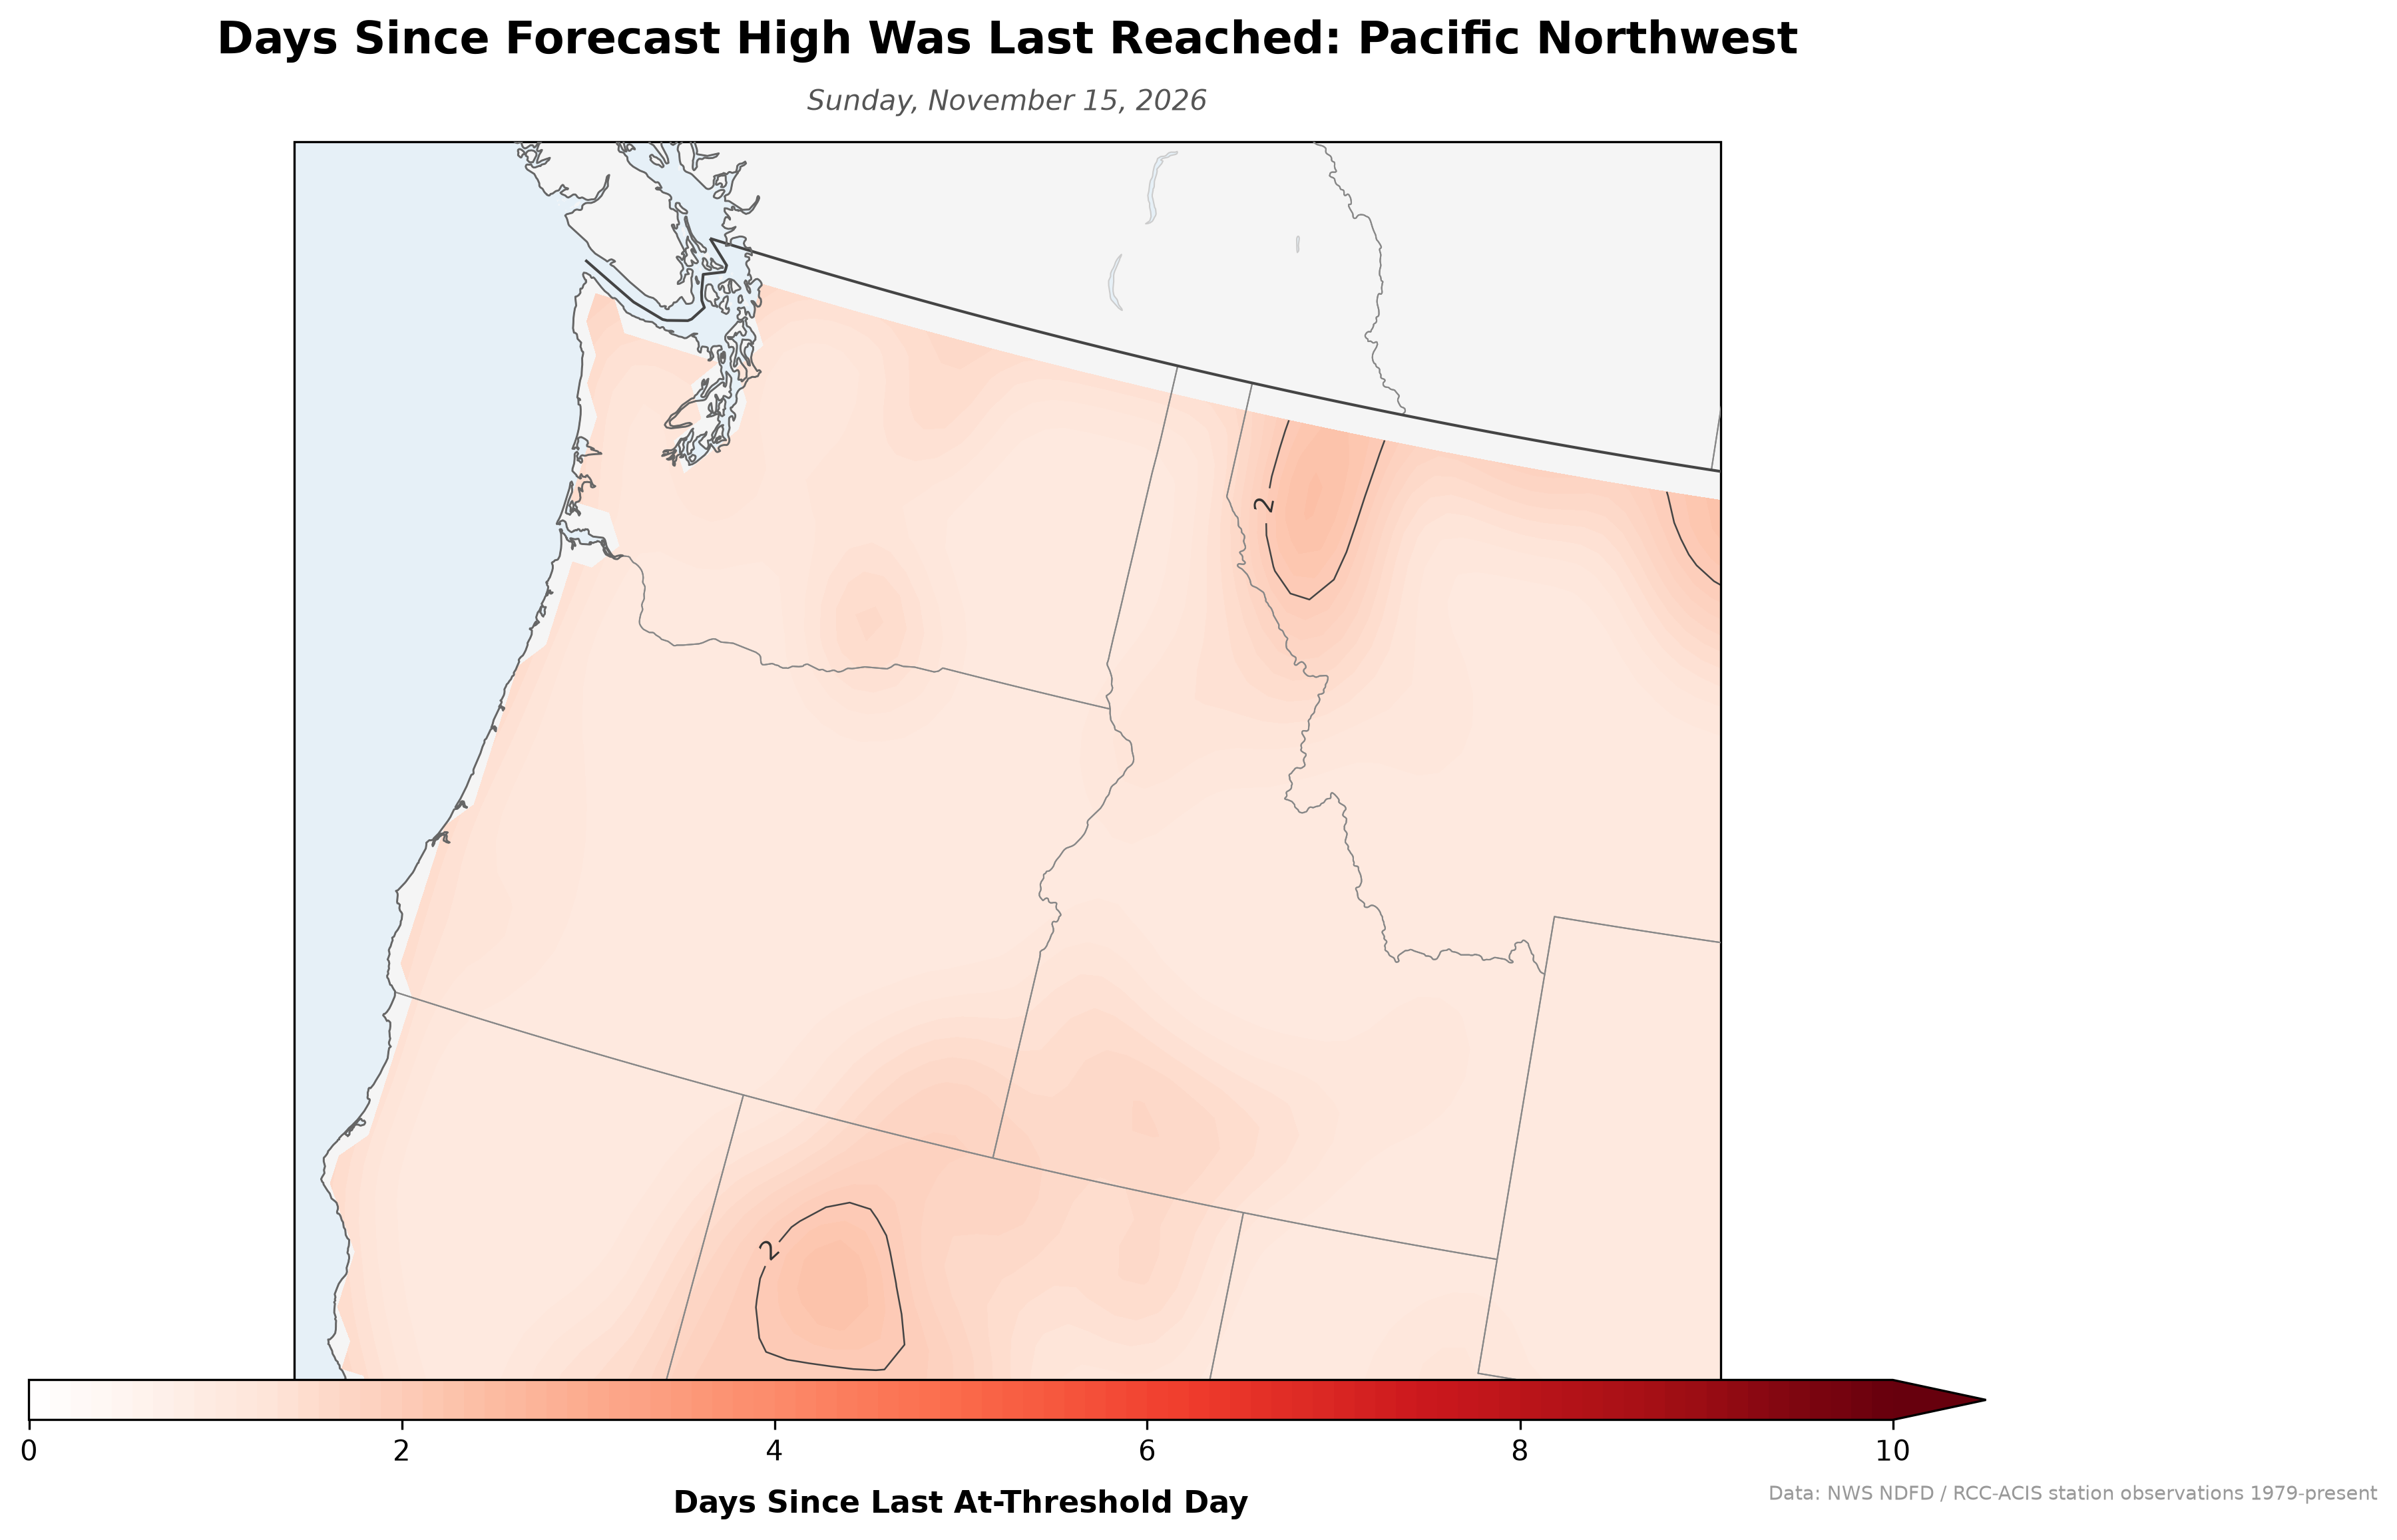 Days Since Forecast High Was Last Reached: Pacific Northwest
Sunday, November 15, 2026
2
2
0 2 4 6 8 10
Days Since Last At-Threshold Day
Data: NWS NDFD / RCC-ACIS station observations 1979-present